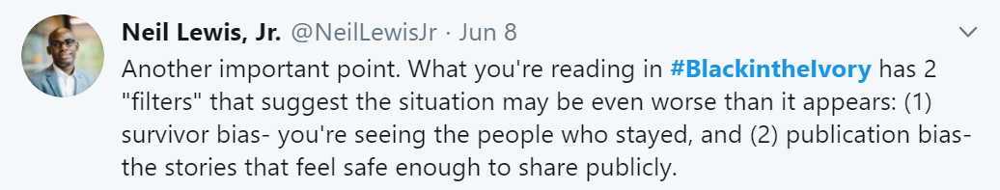 Neil Lewis, Jr. @NeilLewisJr · Jun 8
Another important point. What you're reading in #BlackintheIvory has 2
"filters" that suggest the situation may be even worse than it appears: (1)
survivor bias- you're seeing the people who stayed, and (2) publication bias-
the stories that feel safe enough to share publicly.